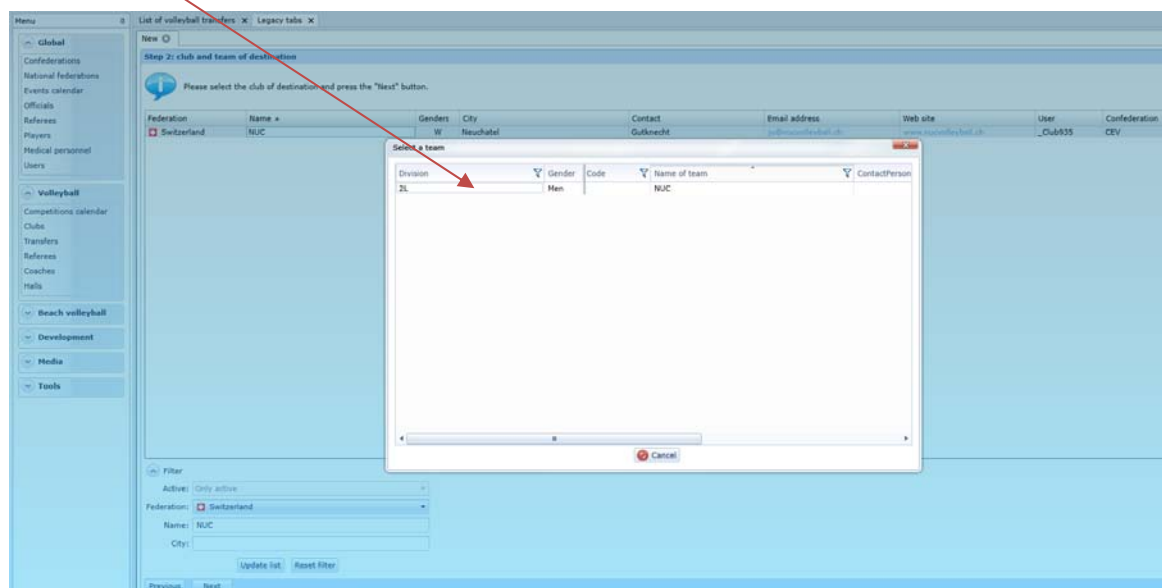 Menu
List of volleyball transfers x Legacy tabs x
Global
Confederations
National federations
Events calendar
Officials
Referees
Players
Medical personnel
Users
Volleyball
Competitions calendar
Clubs
Transfers
Referees
Coaches
Halls
Beach volleyball
Development
Media
Tools
New
Step 2: club and team of destination
Please select the club of destination and press the "Next" button.
Federation Name Genders City Contact Email address Web site User Confederation
Switzerland NUC W Neuchatel Gutknecht _Club935 CEV
Select a team
Division Gender Code Name of team ContactPerson
2L Men NUC
Cancel
Filter
Active: Only active
Federation: Switzerland
Name: NUC
City:
Update list Reset filter
Previous Next